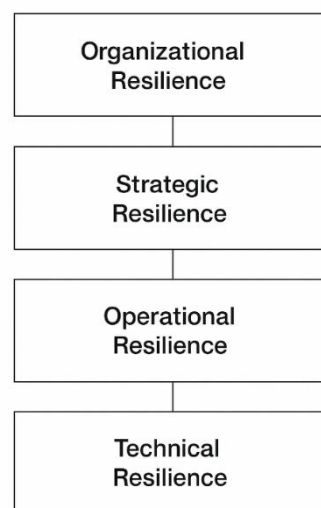 Organizational
Resilience
Strategic
Resilience
Operational
Resilience
Technical
Resilience